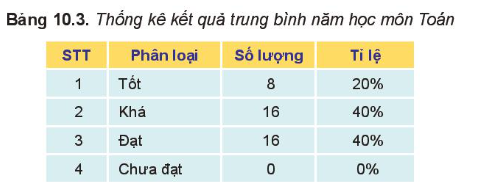 Bảng 10.3. Thống kê kết quả trung bình năm học môn Toán
STT Phân loại Số lượng Tỉ lệ
1 Tốt 8 20%
2 Khá 16 40%
3 Đạt 16 40%
4 Chưa đạt 0 0%